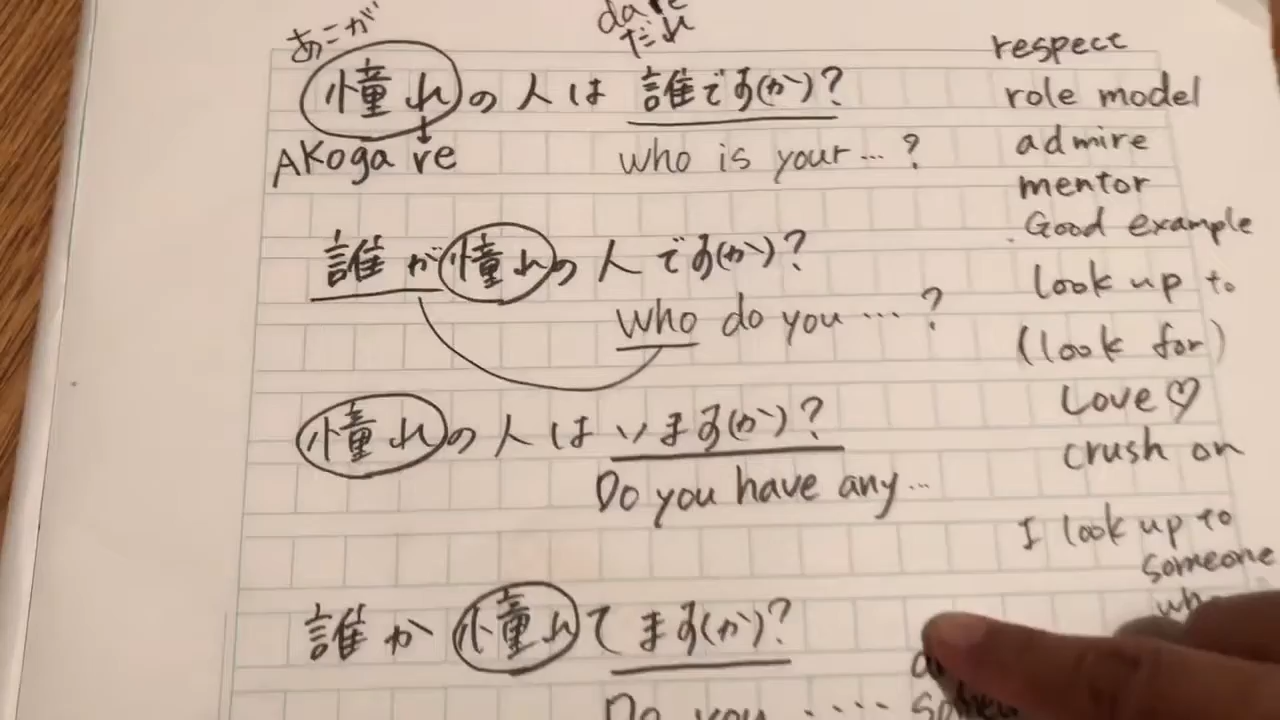 あこが
dare
だれ
憧れの人は 誰です(か)?
AKogare
who is your... ?
誰が憧れの人です(か)?
who do you ... ?
憧れの人はいます(か)?
Do you have any...
誰か憧れてます(か)?
Do you ....
respect
role model
admire
mentor
Good example
look up to
(look for)
Love♡
crush on
I look up to
someone